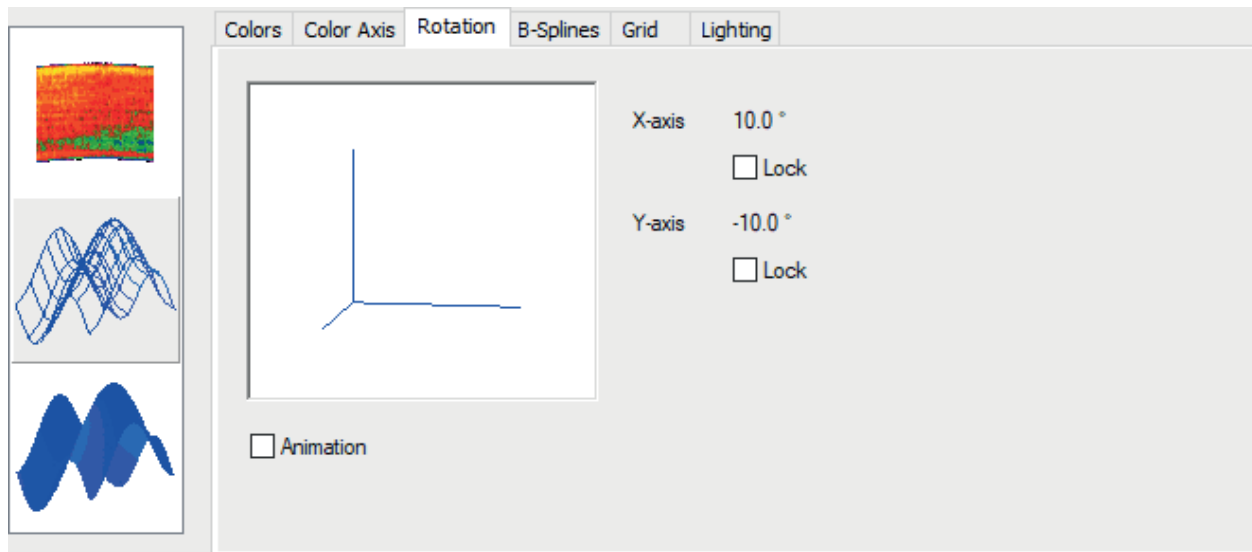 Colors Color Axis Rotation B-Splines Grid Lighting
X-axis 10.0 °
Lock
Y-axis -10.0 °
Lock
Animation